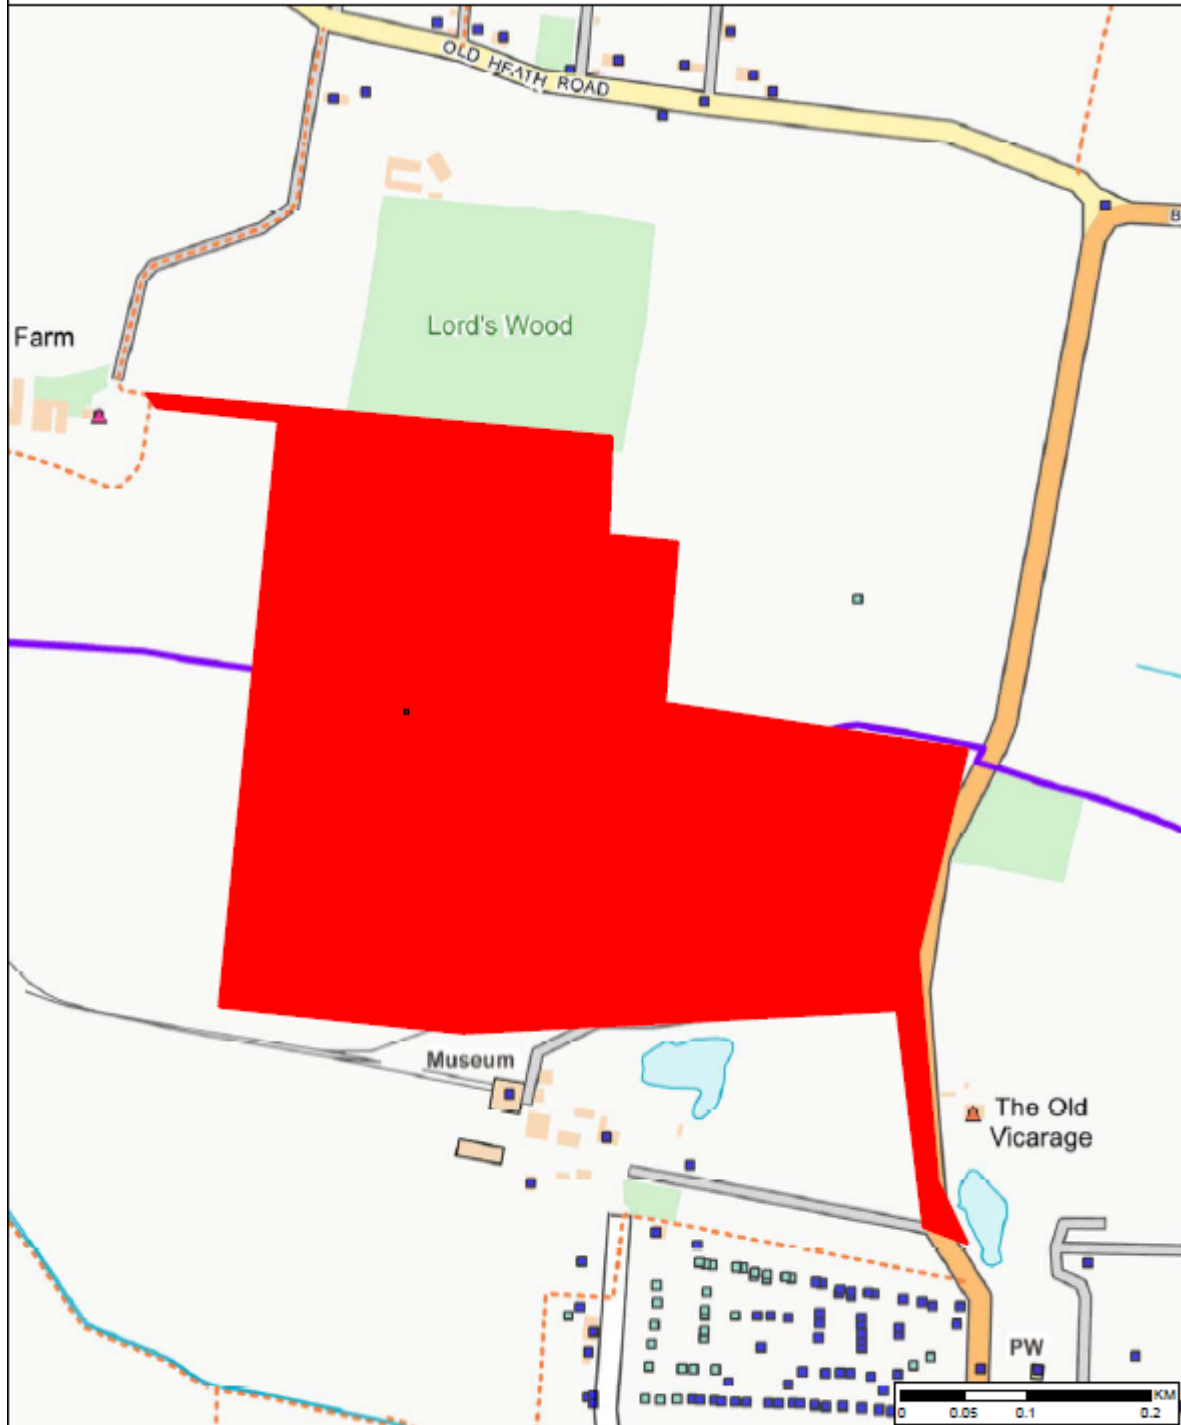 OLD HEATH ROAD
B
Lord's Wood
Farm
Museum
The Old
Vicarage
PW
KM
0 0.05 0.1 0.2